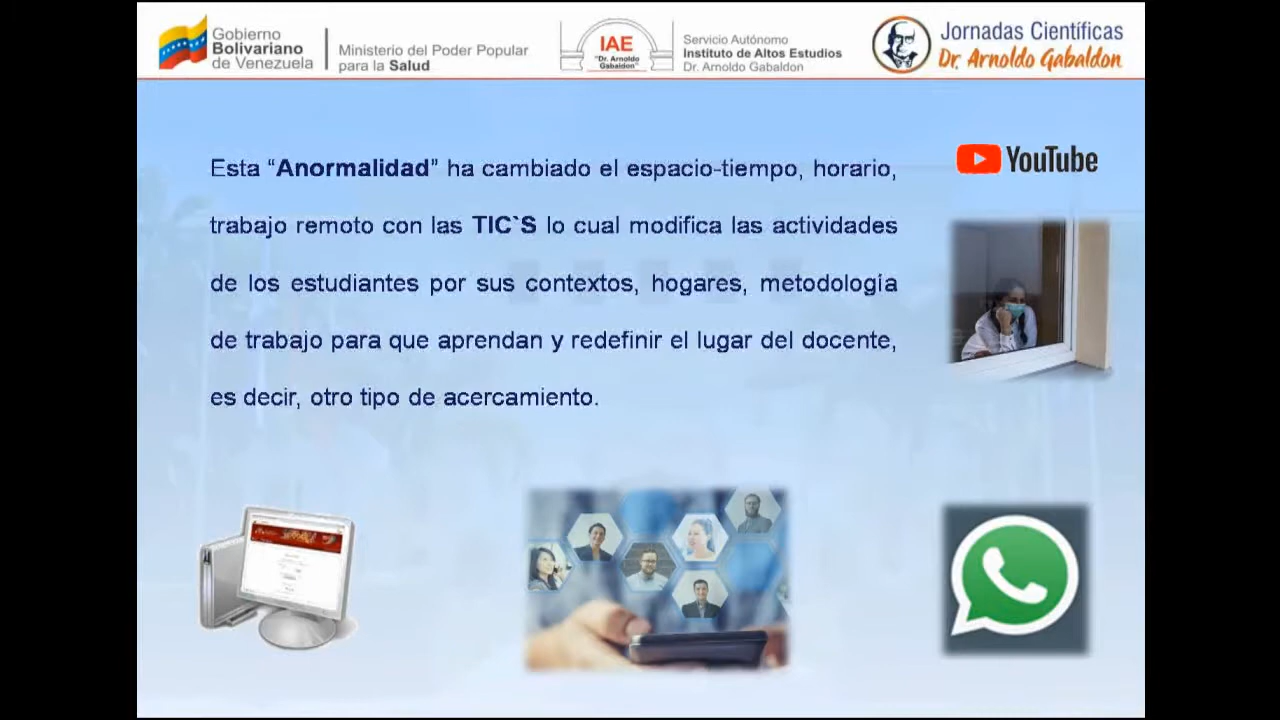 Gobierno
Bolivariano
de Venezuela
Ministerio del Poder Popular
para la Salud
IAE
"Dr. Arnoldo
Gabaldon"
Servicio Autónomo
Instituto de Altos Estudios
Dr. Arnoldo Gabaldon
Jornadas Científicas
Dr. Arnoldo Gabaldon
YouTube
Esta “Anormalidad” ha cambiado el espacio-tiempo, horario,
trabajo remoto con las TIC`S lo cual modifica las actividades
de los estudiantes por sus contextos, hogares, metodología
de trabajo para que aprendan y redefinir el lugar del docente,
es decir, otro tipo de acercamiento.